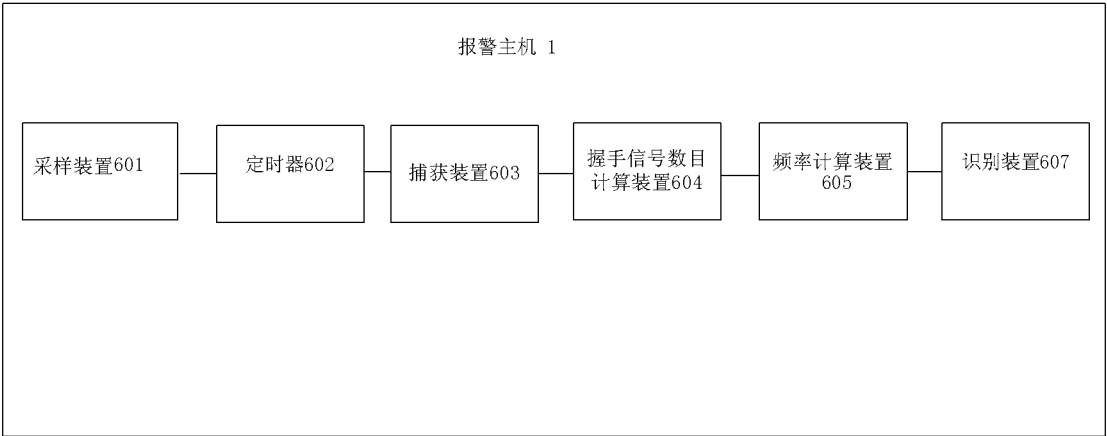 报警主机 1
采样装置601
定时器602
捕获装置603
握手信号数目
计算装置604
频率计算装置
605
识别装置607